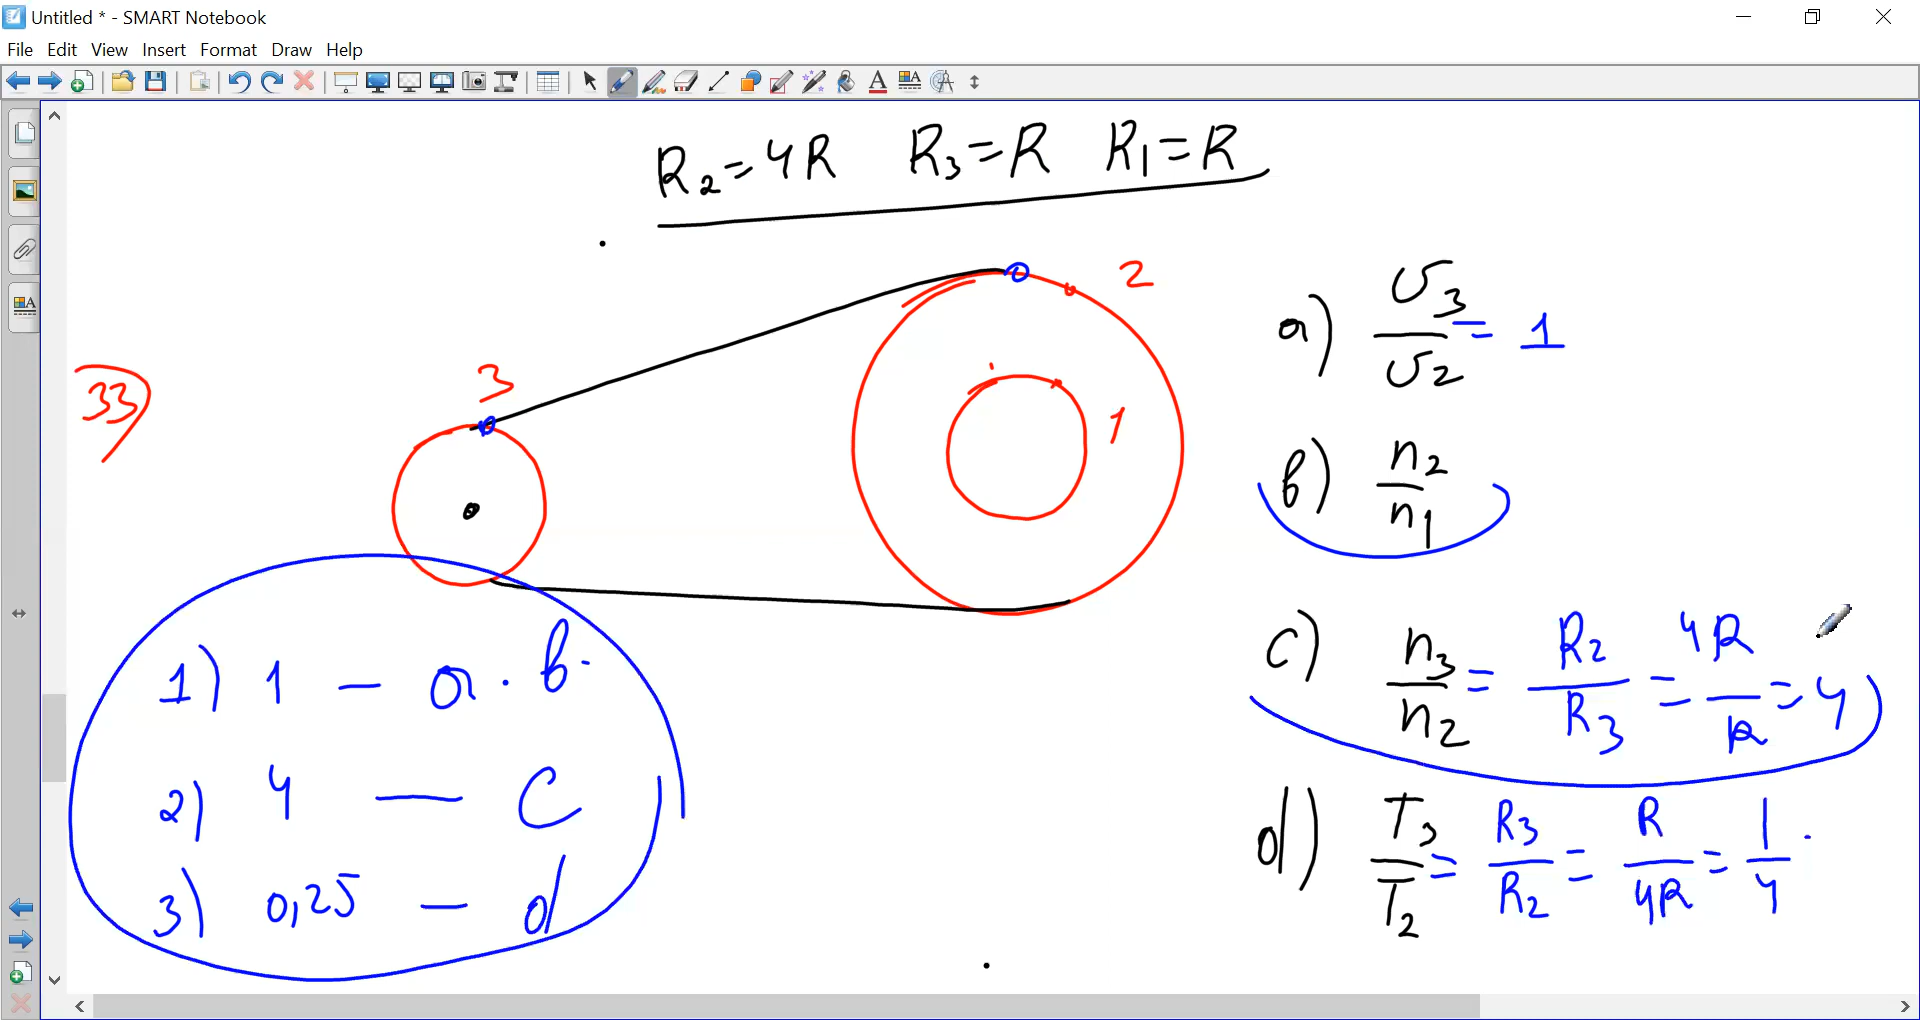 Untitled * - SMART Notebook
File Edit View Insert Format Draw Help
R₂=4R R₃=R R₁=R
33
3
2
1
a) υ₃/υ₂ = 1
b) n₂/n₁
c) n₃/n₂ = R₂/R₃ = 4R/R = 4
d) T₃/T₂ = R₃/R₂ = R/4R = 1/4.
1) 1 – a . b.
2) 4 — C
3) 0,25 – d